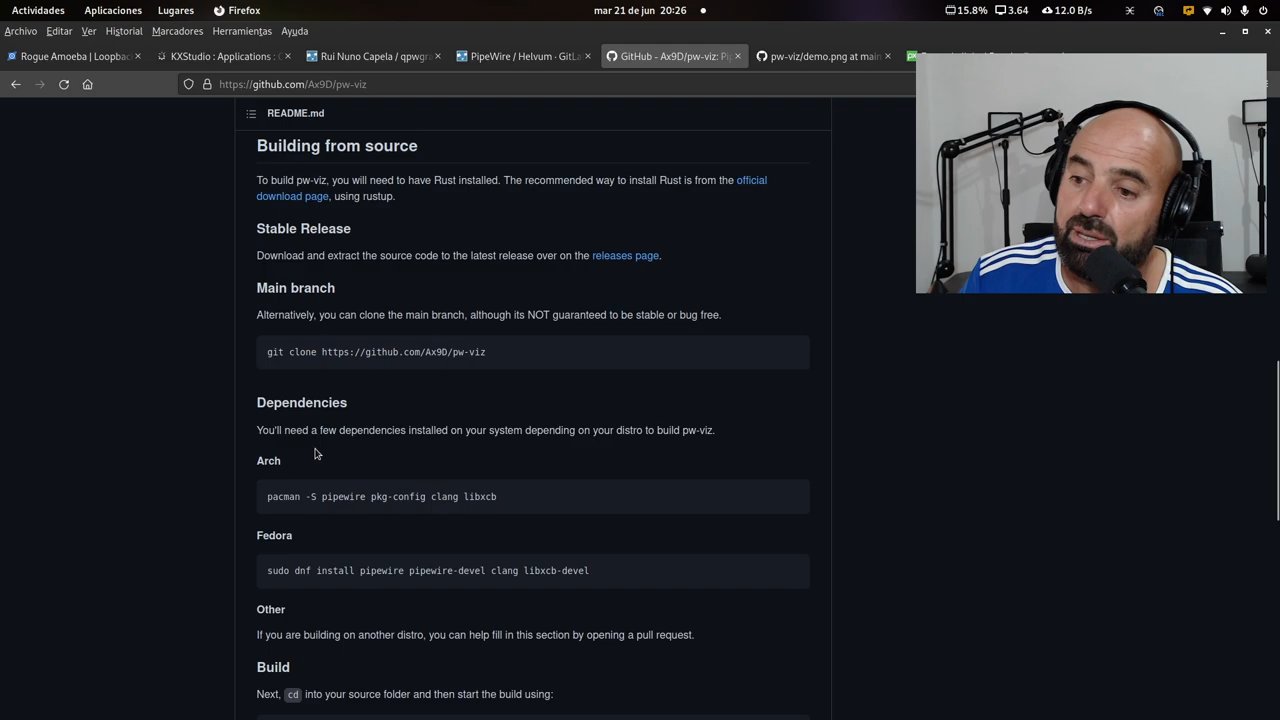 Actividades Aplicaciones Lugares Firefox mar 21 de jun 20:26 15.8% 3.64 12.0 B/s
Archivo Editar Ver Historial Marcadores Herramientas Ayuda
Rogue Amoeba | Loopbac KXStudio : Applications : C Rui Nuno Capela / qpwgra PipeWire / Helvum · GitLa GitHub - Ax9D/pw-viz: Pip pw-viz/demo.png at main
https://github.com/Ax9D/pw-viz
README.md
Building from source
To build pw-viz, you will need to have Rust installed. The recommended way to install Rust is from the official
download page, using rustup.
Stable Release
Download and extract the source code to the latest release over on the releases page.
Main branch
Alternatively, you can clone the main branch, although its NOT guaranteed to be stable or bug free.
git clone https://github.com/Ax9D/pw-viz
Dependencies
You'll need a few dependencies installed on your system depending on your distro to build pw-viz.
Arch
pacman -S pipewire pkg-config clang libxcb
Fedora
sudo dnf install pipewire pipewire-devel clang libxcb-devel
Other
If you are building on another distro, you can help fill in this section by opening a pull request.
Build
Next, cd into your source folder and then start the build using: